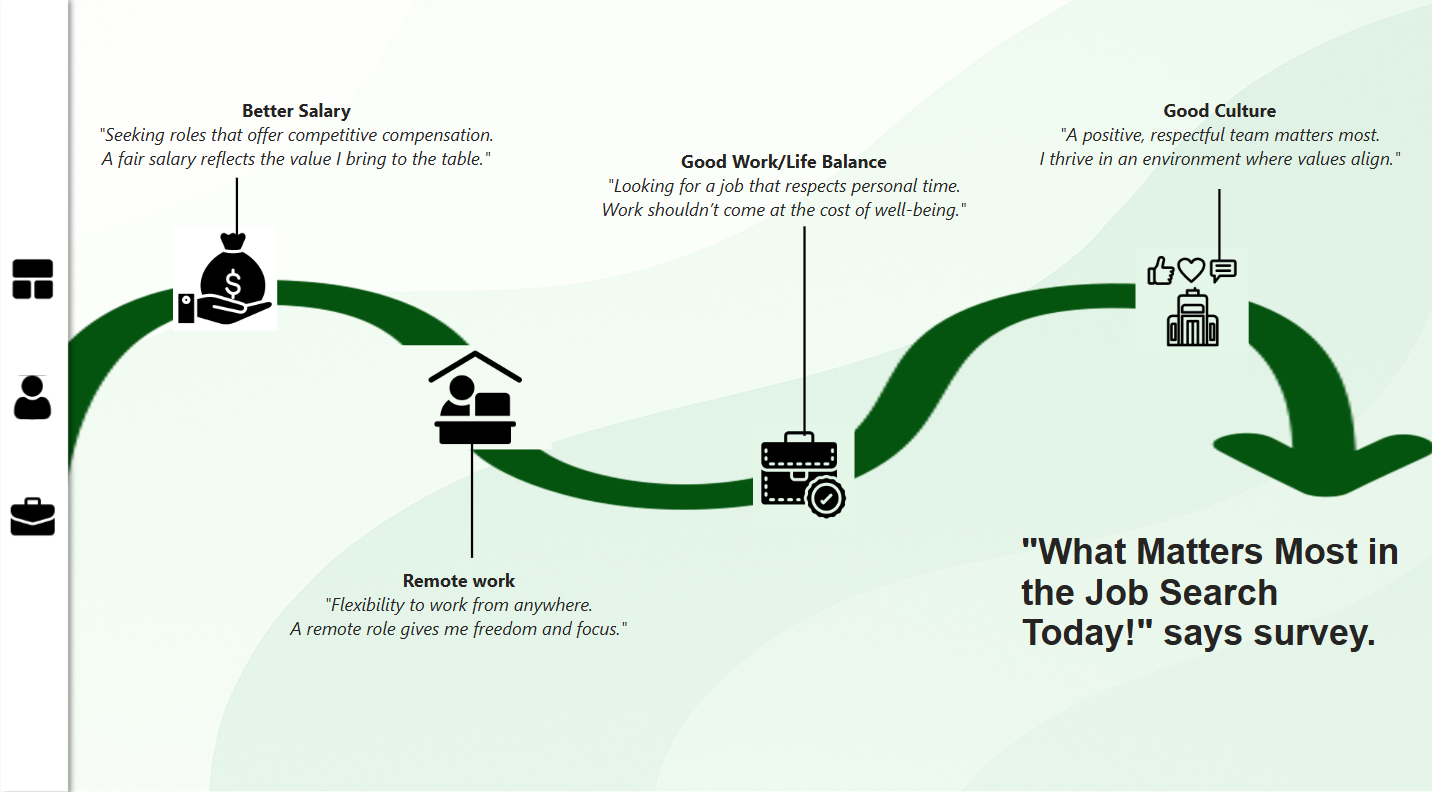 Better Salary
"Seeking roles that offer competitive compensation.
A fair salary reflects the value I bring to the table."
Remote work
"Flexibility to work from anywhere.
A remote role gives me freedom and focus."
Good Work/Life Balance
"Looking for a job that respects personal time.
Work shouldn’t come at the cost of well-being."
Good Culture
"A positive, respectful team matters most.
I thrive in an environment where values align."
"What Matters Most in
the Job Search
Today!" says survey.